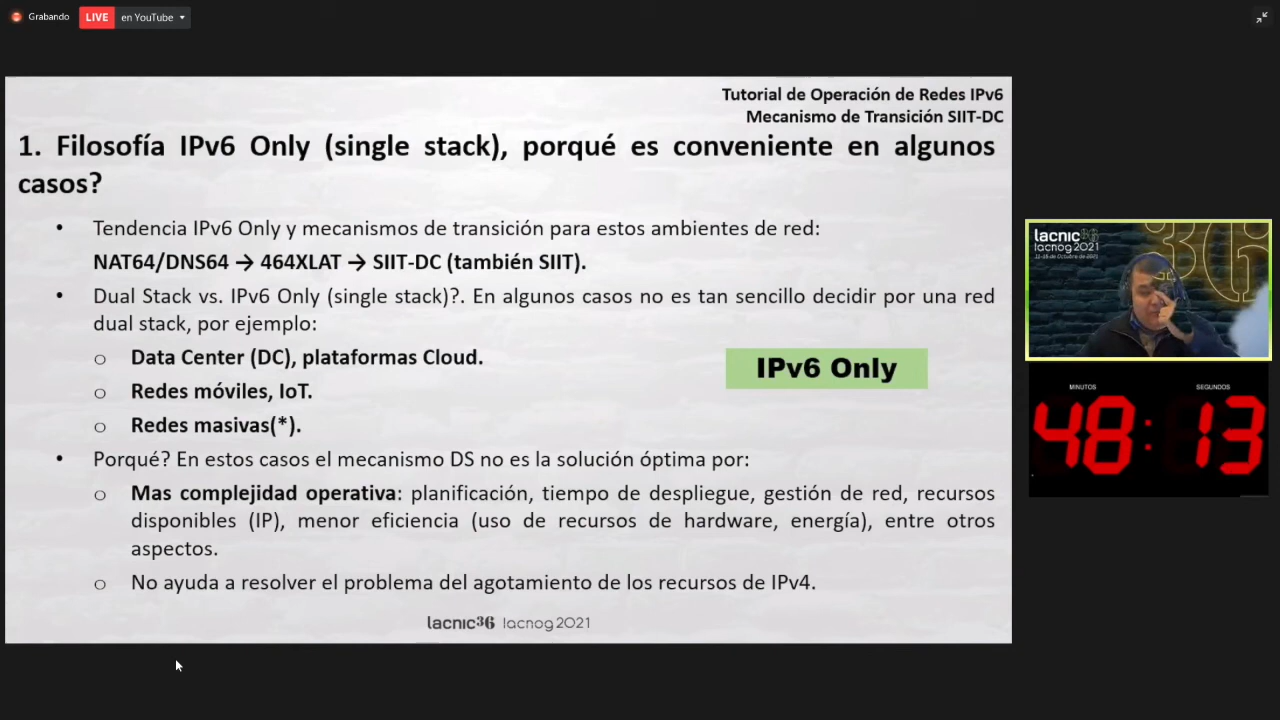 Grabando
LIVE
en YouTube
Tutorial de Operación de Redes IPv6
Mecanismo de Transición SIIT-DC
1. Filosofía IPv6 Only (single stack), porqué es conveniente en algunos
casos?
• Tendencia IPv6 Only y mecanismos de transición para estos ambientes de red:
NAT64/DNS64 → 464XLAT → SIIT-DC (también SIIT).
• Dual Stack vs. IPv6 Only (single stack)?. En algunos casos no es tan sencillo decidir por una red
dual stack, por ejemplo:
o Data Center (DC), plataformas Cloud.
o Redes móviles, IoT.
o Redes masivas(*).
IPv6 Only
• Porqué? En estos casos el mecanismo DS no es la solución óptima por:
o Mas complejidad operativa: planificación, tiempo de despliegue, gestión de red, recursos
disponibles (IP), menor eficiencia (uso de recursos de hardware, energía), entre otros
aspectos.
o No ayuda a resolver el problema del agotamiento de los recursos de IPv4.
lacnic36 lacnog2021
lacnic36
lacnog2021
36
MINUTOS SEGUNDOS
48:13